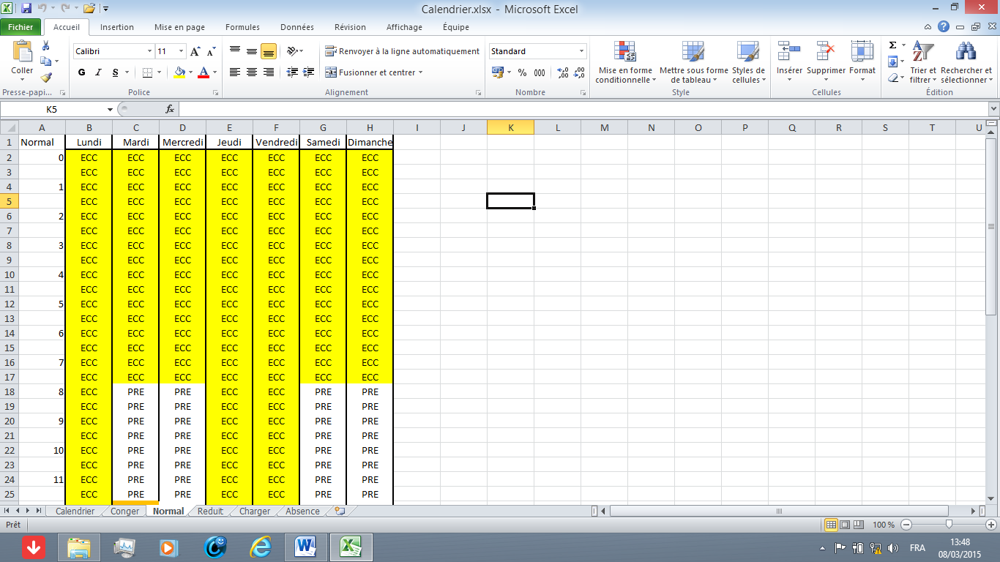 Calendrier.xlsx - Microsoft Excel
Fichier Accueil Insertion Mise en page Formules Données Révision Affichage Équipe
Coller
Presse-papi...
Calibri 11
G I S
Police
Renvoyer à la ligne automatiquement
Fusionner et centrer
Alignement
Standard
% 000
Nombre
Mise en forme conditionnelle
Mettre sous forme de tableau
Styles de cellules
Style
Insérer Supprimer Format
Cellules
Trier et filtrer
Rechercher et sélectionner
Édition
K5 fx
A B C D E F G H I J K L M N O P Q R S T U
1 Normal Lundi Mardi Mercredi Jeudi Vendredi Samedi Dimanche
2 0 ECC ECC ECC ECC ECC ECC ECC
3 ECC ECC ECC ECC ECC ECC ECC
4 1 ECC ECC ECC ECC ECC ECC ECC
5 ECC ECC ECC ECC ECC ECC ECC
6 2 ECC ECC ECC ECC ECC ECC ECC
7 ECC ECC ECC ECC ECC ECC ECC
8 3 ECC ECC ECC ECC ECC ECC ECC
9 ECC ECC ECC ECC ECC ECC ECC
10 4 ECC ECC ECC ECC ECC ECC ECC
11 ECC ECC ECC ECC ECC ECC ECC
12 5 ECC ECC ECC ECC ECC ECC ECC
13 ECC ECC ECC ECC ECC ECC ECC
14 6 ECC ECC ECC ECC ECC ECC ECC
15 ECC ECC ECC ECC ECC ECC ECC
16 7 ECC ECC ECC ECC ECC ECC ECC
17 ECC ECC ECC ECC ECC ECC ECC
18 8 ECC PRE PRE ECC ECC PRE PRE
19 ECC PRE PRE ECC ECC PRE PRE
20 9 ECC PRE PRE ECC ECC PRE PRE
21 ECC PRE PRE ECC ECC PRE PRE
22 10 ECC PRE PRE ECC ECC PRE PRE
23 ECC PRE PRE ECC ECC PRE PRE
24 11 ECC PRE PRE ECC ECC PRE PRE
25 ECC PRE PRE ECC ECC PRE PRE
Calendrier Conger Normal Reduit Charger Absence
Prêt 100 %
FRA 13:48
08/03/2015